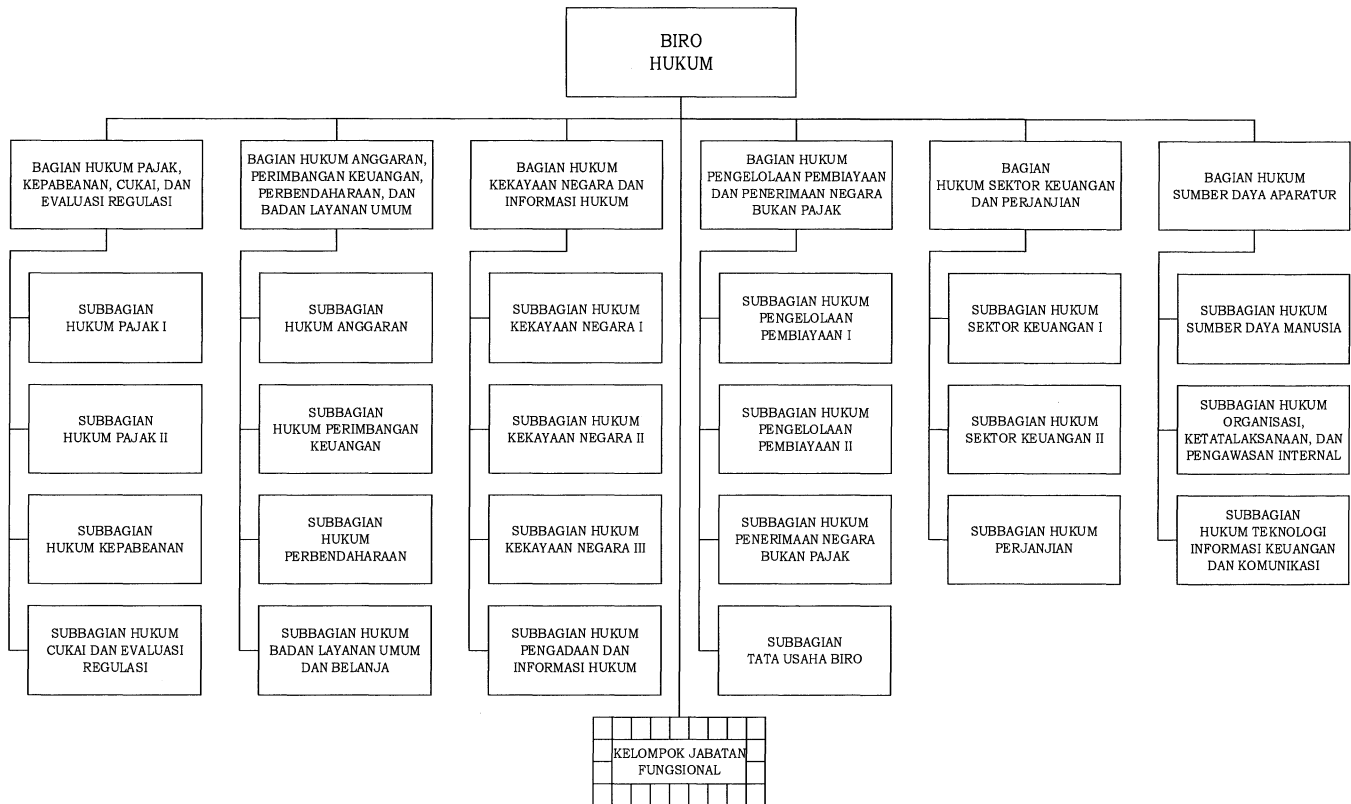 BIRO
HUKUM
BAGIAN HUKUM PAJAK,
KEPABEANAN, CUKAI, DAN
EVALUASI REGULASI
BAGIAN HUKUM ANGGARAN,
PERIMBANGAN KEUANGAN,
PERBENDAHARAAN, DAN
BADAN LAYANAN UMUM
BAGIAN HUKUM
KEKAYAAN NEGARA DAN
INFORMASI HUKUM
BAGIAN HUKUM
PENGELOLAAN PEMBIAYAAN
DAN PENERIMAAN NEGARA
BUKAN PAJAK
BAGIAN
HUKUM SEKTOR KEUANGAN
DAN PERJANJIAN
BAGIAN HUKUM
SUMBER DAYA APARATUR
SUBBAGIAN
HUKUM PAJAK I
SUBBAGIAN
HUKUM ANGGARAN
SUBBAGIAN HUKUM
KEKAYAAN NEGARA I
SUBBAGIAN HUKUM
PENGELOLAAN
PEMBIAYAAN I
SUBBAGIAN HUKUM
SEKTOR KEUANGAN I
SUBBAGIAN HUKUM
SUMBER DAYA MANUSIA
SUBBAGIAN
HUKUM PAJAK II
SUBBAGIAN
HUKUM PERIMBANGAN
KEUANGAN
SUBBAGIAN HUKUM
KEKAYAAN NEGARA II
SUBBAGIAN HUKUM
PENGELOLAAN
PEMBIAYAAN II
SUBBAGIAN HUKUM
SEKTOR KEUANGAN II
SUBBAGIAN HUKUM
ORGANISASI,
KETATALAKSANAAN, DAN
PENGAWASAN INTERNAL
SUBBAGIAN
HUKUM KEPABEANAN
SUBBAGIAN
HUKUM
PERBENDAHARAAN
SUBBAGIAN HUKUM
KEKAYAAN NEGARA III
SUBBAGIAN HUKUM
PENERIMAAN NEGARA
BUKAN PAJAK
SUBBAGIAN HUKUM
PERJANJIAN
SUBBAGIAN
HUKUM TEKNOLOGI
INFORMASI KEUANGAN
DAN KOMUNIKASI
SUBBAGIAN HUKUM
CUKAI DAN EVALUASI
REGULASI
SUBBAGIAN HUKUM
BADAN LAYANAN UMUM
DAN BELANJA
SUBBAGIAN HUKUM
PENGADAAN DAN
INFORMASI HUKUM
SUBBAGIAN
TATA USAHA BIRO
KELOMPOK JABATAN
FUNGSIONAL